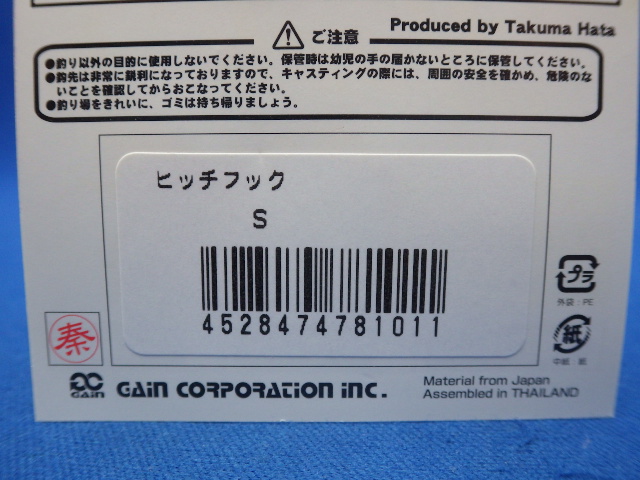 Produced by Takuma Hata
ご注意
●釣り以外の目的に使用しないでください。保管時は幼児の手の届かないところに保管してください。
●鈎先は非常に鋭利になっておりますので、キャスティングの際には、周囲の安全を確かめ、危険のな
いことを確認してからおこなってください。
●釣り場をきれいに、ゴミは持ち帰りましょう。
ヒッチフック
S
4528474781011
プラ
外袋:PE
紙
中紙:紙
秦
GAIN
GAIN CORPORATION INC.
Material from Japan
Assembled in THAILAND